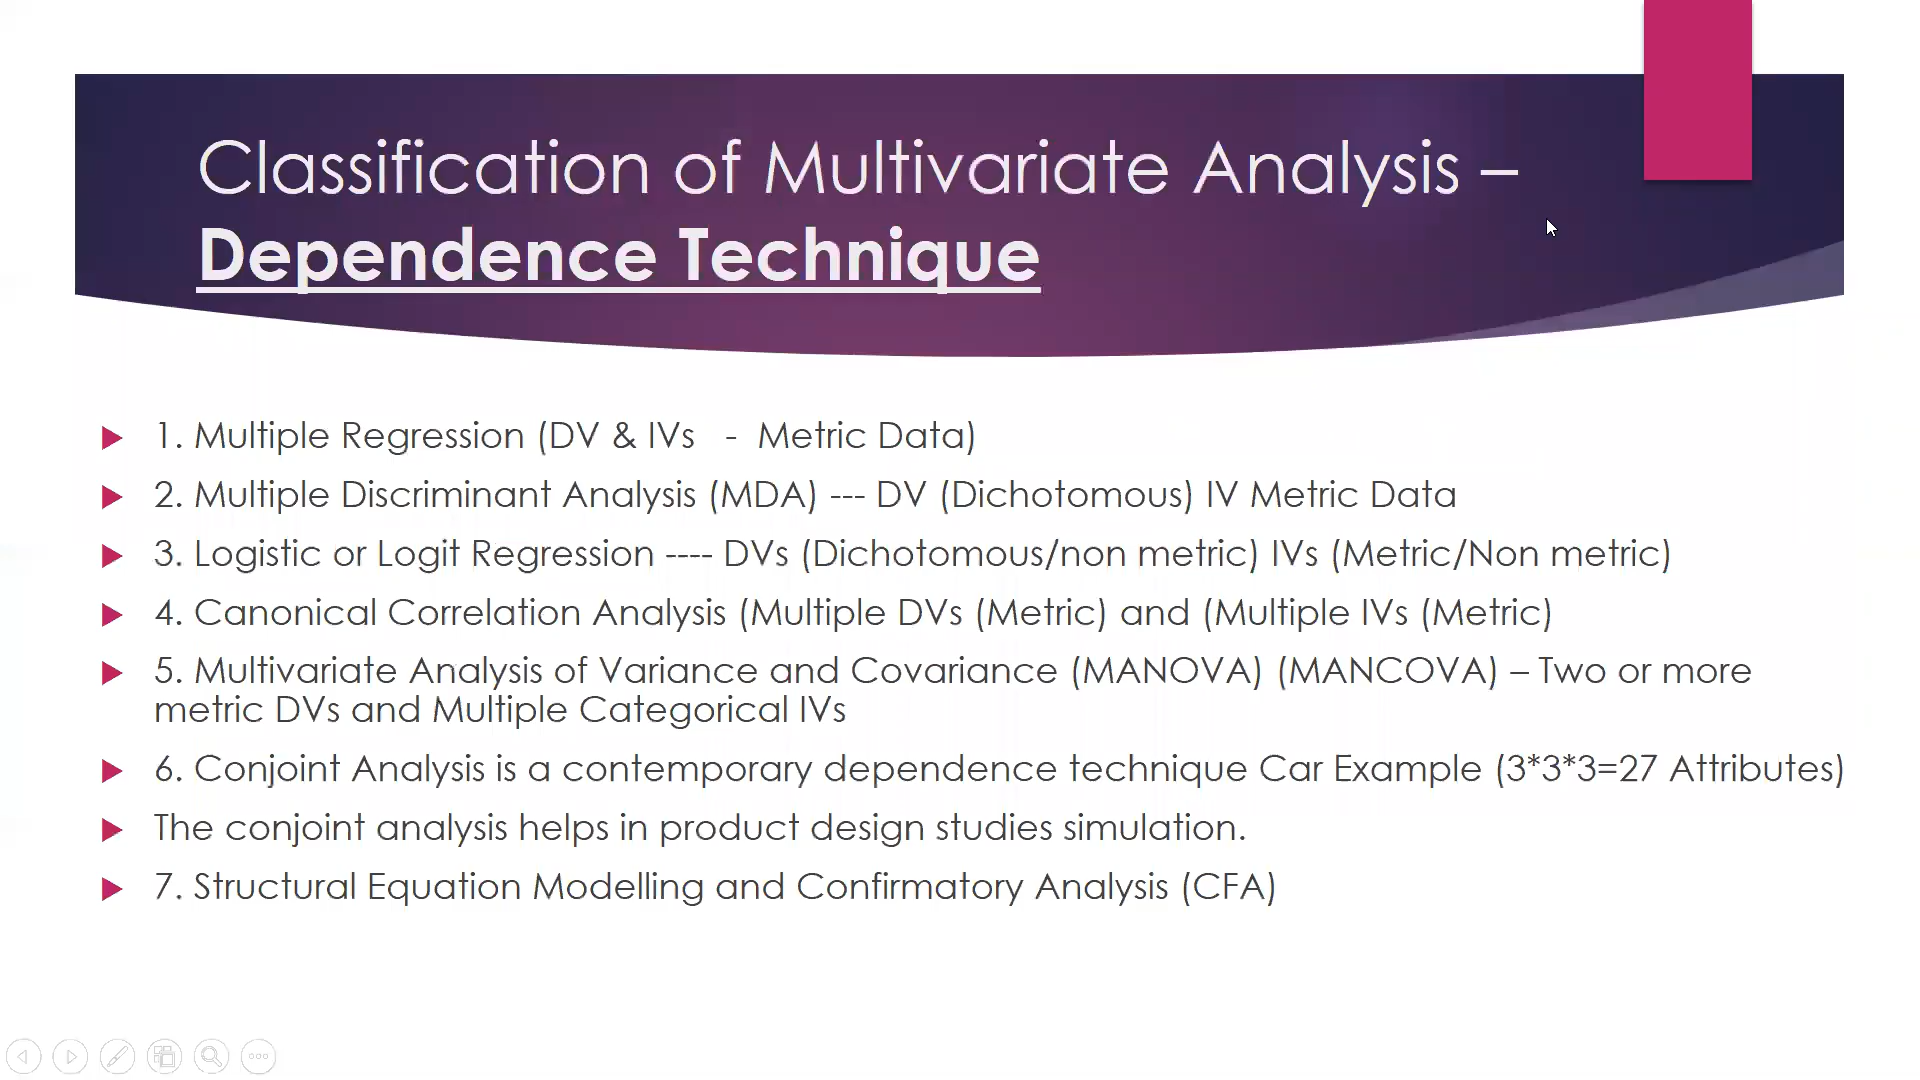 Classification of Multivariate Analysis –
Dependence Technique
1. Multiple Regression (DV & IVs - Metric Data)
2. Multiple Discriminant Analysis (MDA) --- DV (Dichotomous) IV Metric Data
3. Logistic or Logit Regression ---- DVs (Dichotomous/non metric) IVs (Metric/Non metric)
4. Canonical Correlation Analysis (Multiple DVs (Metric) and (Multiple IVs (Metric)
5. Multivariate Analysis of Variance and Covariance (MANOVA) (MANCOVA) – Two or more
metric DVs and Multiple Categorical IVs
6. Conjoint Analysis is a contemporary dependence technique Car Example (3*3*3=27 Attributes)
The conjoint analysis helps in product design studies simulation.
7. Structural Equation Modelling and Confirmatory Analysis (CFA)